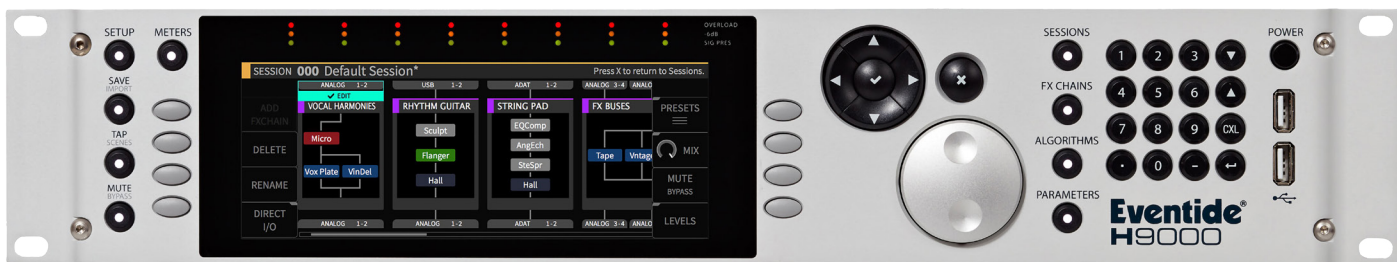 SETUP
METERS
SAVE
IMPORT
TAP
SCENES
MUTE
BYPASS
OVERLOAD
-6dB
SIG PRES
SESSION 000 Default Session*
Press X to return to Sessions.
ANALOG 1-2
USB 1-2
ADAT 1-2
ANALOG 3-4 ANALO
✓ EDIT
ADD
FXCHAIN
DELETE
RENAME
DIRECT
I/O
VOCAL HARMONIES
Micro
Vox Plate
VinDel
RHYTHM GUITAR
Sculpt
Flanger
Hall
STRING PAD
EQComp
AngEch
SteSpr
Hall
FX BUSES
Tape
Vntag
PRESETS
MIX
MUTE
BYPASS
LEVELS
ANALOG 1-2
ANALOG 1-2
ADAT 1-2
ANALOG 3-4 ANALO
SESSIONS
FX CHAINS
ALGORITHMS
PARAMETERS
1 2 3
4 5 6
7 8 9 CXL
. 0 -
POWER
Eventide®
H9000